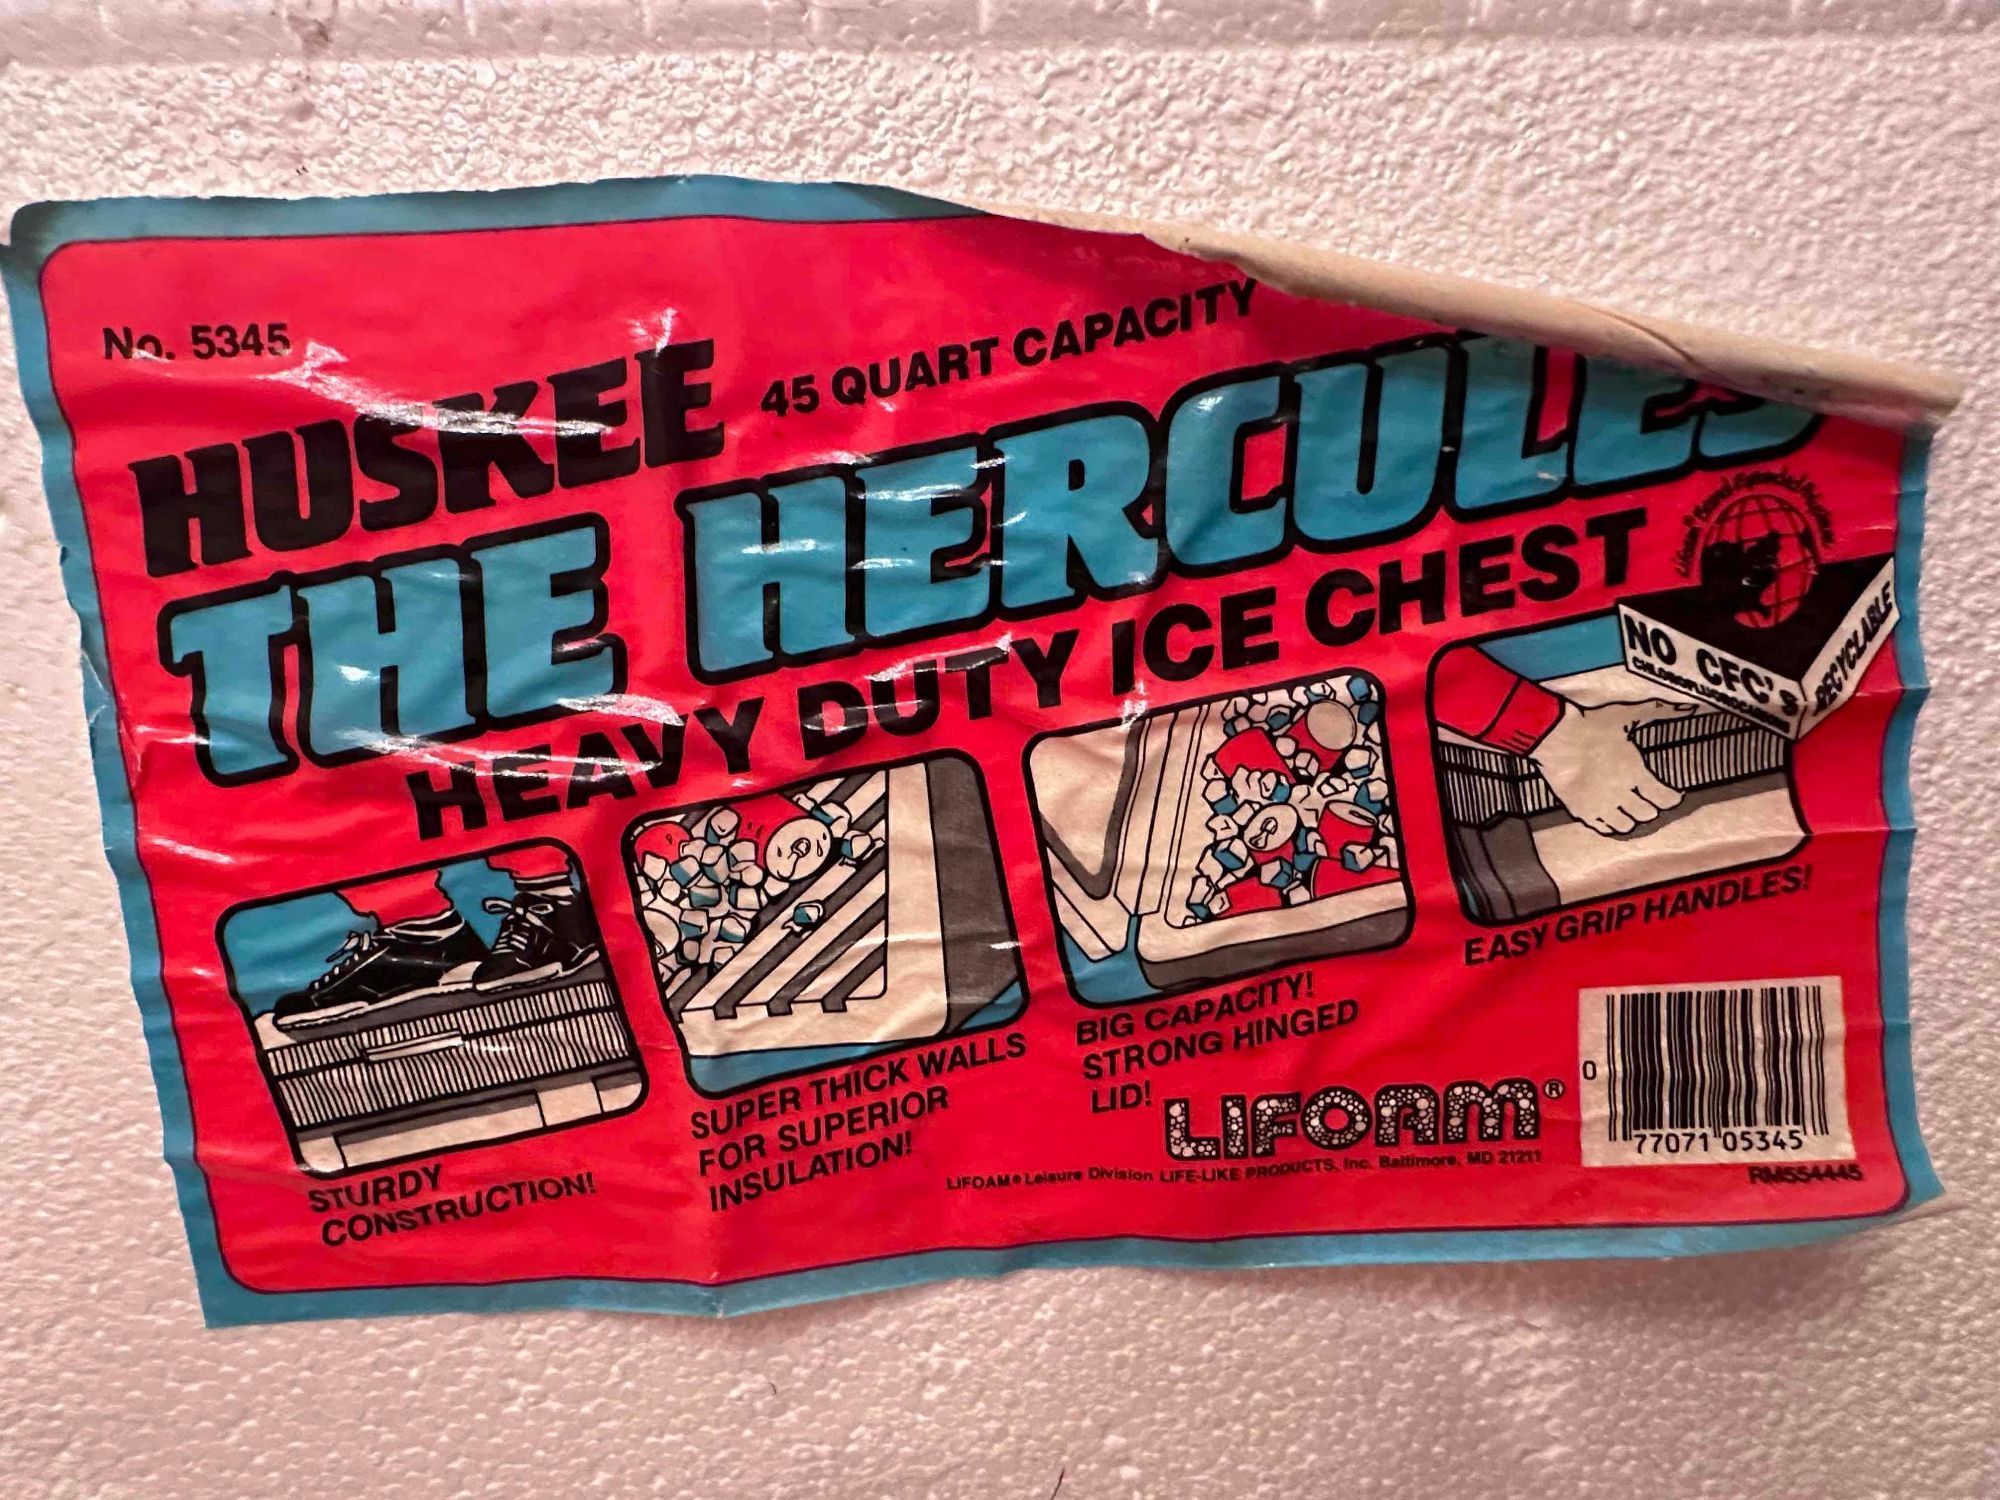 No. 5345
HUSKEE
45 QUART CAPACITY
THE HERCULES
HEAVY DUTY ICE CHEST
NO CFC'S
CHLOROFLUOROCARBONS
RECYCLABLE
STURDY
CONSTRUCTION!
SUPER THICK WALLS
FOR SUPERIOR
INSULATION!
BIG CAPACITY!
STRONG HINGED
LID!
EASY GRIP HANDLES!
LIFOAM®
LIFOAM® Leisure Division LIFE-LIKE PRODUCTS, Inc. Baltimore, MD 21211
0 77071 05345
RM554445